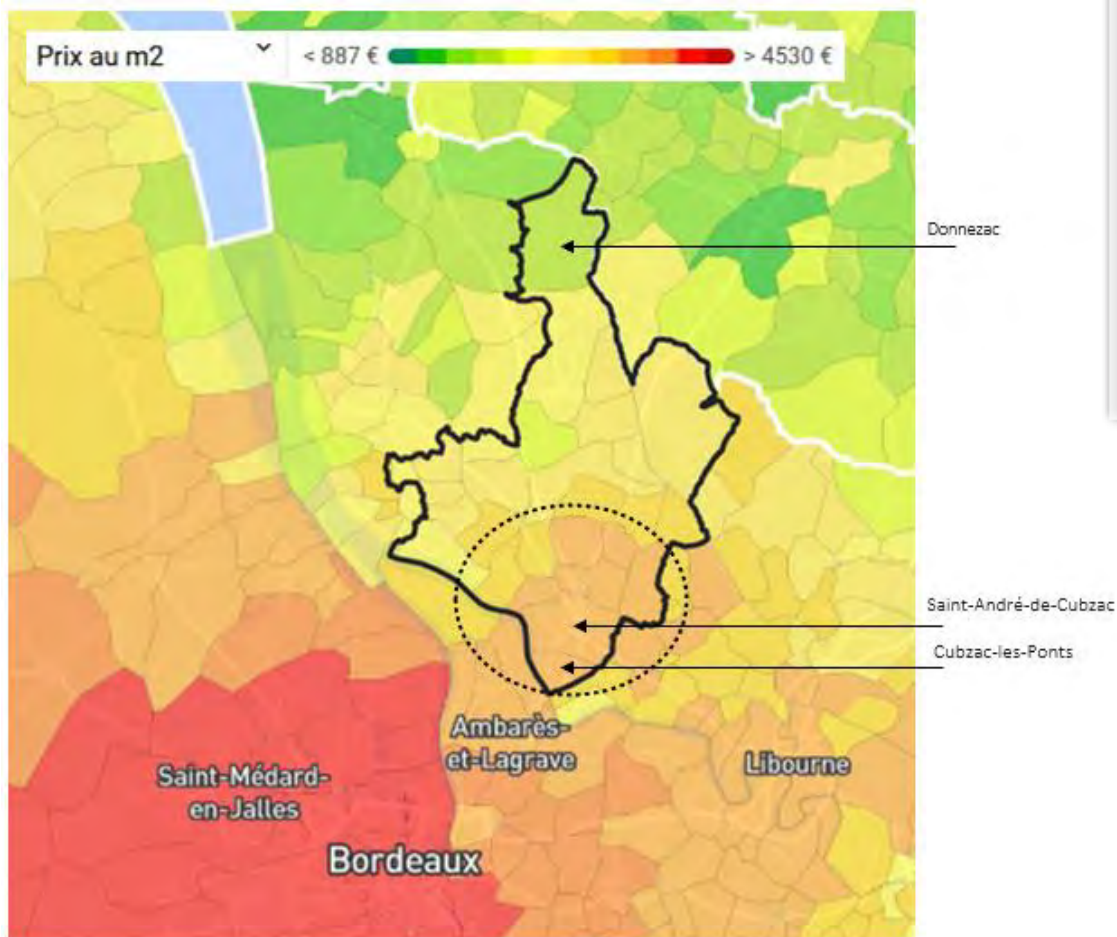 Prix au m2
< 887 €
> 4530 €
Donnezac
Saint-André-de-Cubzac
Cubzac-les-Ponts
Ambarès-
et-Lagrave
Saint-Médard-
en-Jalles
Libourne
Bordeaux